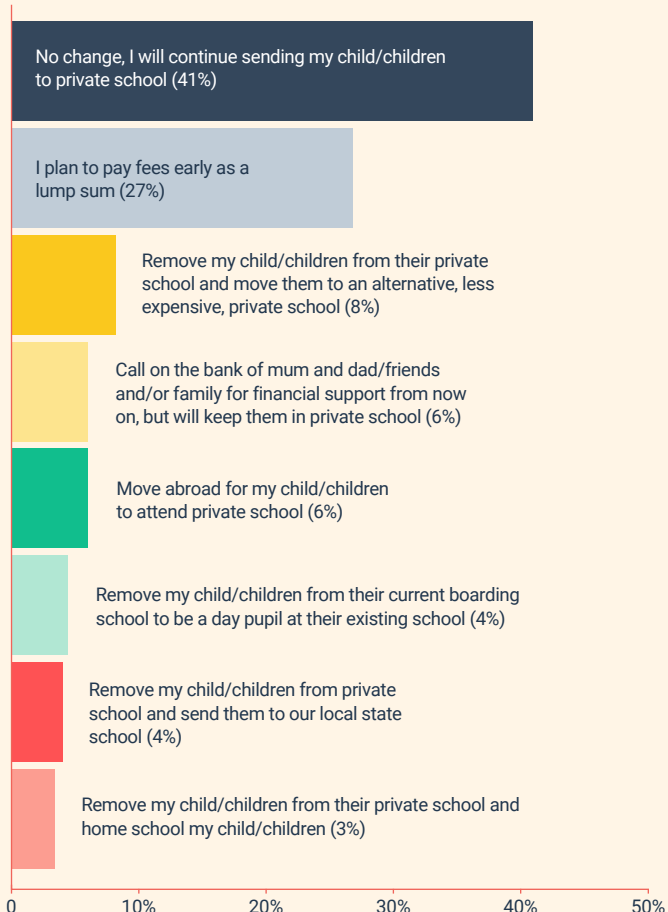 No change, I will continue sending my child/children
to private school (41%)
I plan to pay fees early as a
lump sum (27%)
Remove my child/children from their private
school and move them to an alternative, less
expensive, private school (8%)
Call on the bank of mum and dad/friends
and/or family for financial support from now
on, but will keep them in private school (6%)
Move abroad for my child/children
to attend private school (6%)
Remove my child/children from their current boarding
school to be a day pupil at their existing school (4%)
Remove my child/children from private
school and send them to our local state
school (4%)
Remove my child/children from their private school and
home school my child/children (3%)
0 10% 20% 30% 40% 50%